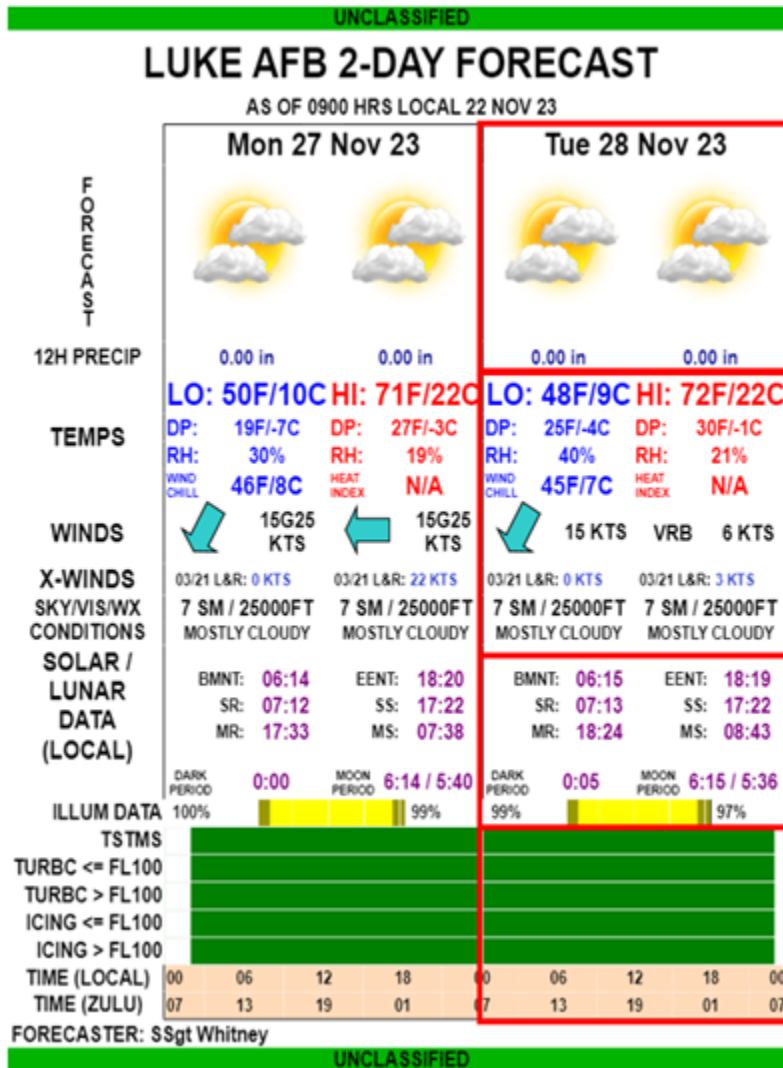 UNCLASSIFIED
LUKE AFB 2-DAY FORECAST
AS OF 0900 HRS LOCAL 22 NOV 23
Mon 27 Nov 23 Tue 28 Nov 23
FORECAST
12H PRECIP 0.00 in 0.00 in 0.00 in 0.00 in
TEMPS
LO: 50F/10C HI: 71F/22C LO: 48F/9C HI: 72F/22C
DP: 19F/-7C DP: 27F/-3C DP: 25F/-4C DP: 30F/-1C
RH: 30% RH: 19% RH: 40% RH: 21%
WIND CHILL 46F/8C HEAT INDEX N/A WIND CHILL 45F/7C HEAT INDEX N/A
WINDS 15G25 KTS 15G25 KTS 15 KTS VRB 6 KTS
X-WINDS 03/21 L&R: 0 KTS 03/21 L&R: 22 KTS 03/21 L&R: 0 KTS 03/21 L&R: 3 KTS
SKY/VIS/WX 7 SM / 25000FT 7 SM / 25000FT 7 SM / 25000FT 7 SM / 25000FT
CONDITIONS MOSTLY CLOUDY MOSTLY CLOUDY MOSTLY CLOUDY MOSTLY CLOUDY
SOLAR /
LUNAR
DATA
(LOCAL)
BMNT: 06:14 EENT: 18:20 BMNT: 06:15 EENT: 18:19
SR: 07:12 SS: 17:22 SR: 07:13 SS: 17:22
MR: 17:33 MS: 07:38 MR: 18:24 MS: 08:43
DARK PERIOD 0:00 MOON PERIOD 6:14 / 5:40 DARK PERIOD 0:05 MOON PERIOD 6:15 / 5:36
ILLUM DATA 100% 99% 99% 97%
TSTMS
TURBC <= FL100
TURBC > FL100
ICING <= FL100
ICING > FL100
TIME (LOCAL) 00 06 12 18 00 06 12 18 00
TIME (ZULU) 07 13 19 01 07 13 19 01 07
FORECASTER: SSgt Whitney
UNCLASSIFIED